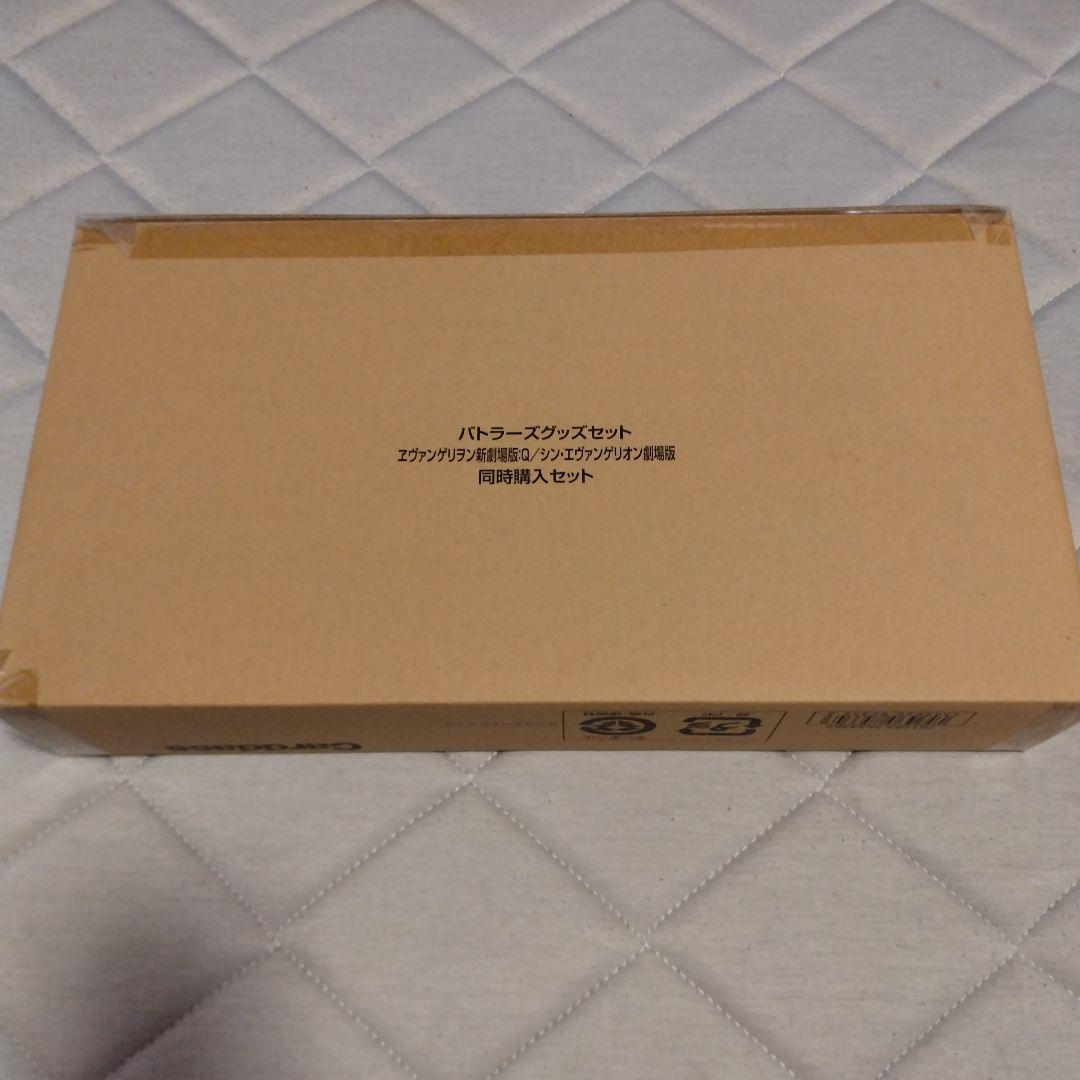 バトラーズグッズセット
ヱヴァンゲリヲン新劇場版:Q／シン・エヴァンゲリオン劇場版
同時購入セット
Carddass